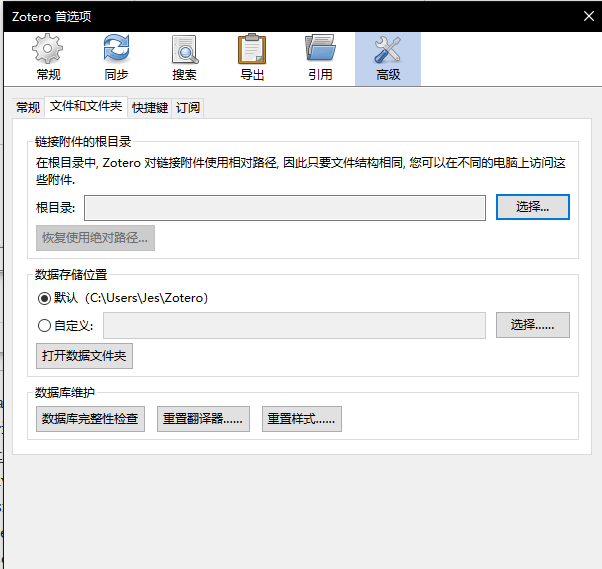 Zotero 首选项
常规 同步 搜索 导出 引用 高级
常规 文件和文件夹 快捷键 订阅
链接附件的根目录
在根目录中, Zotero 对链接附件使用相对路径, 因此只要文件结构相同, 您可以在不同的电脑上访问这
些附件.
根目录: 选择...
恢复使用绝对路径...
数据存储位置
默认（C:\Users\Jes\Zotero）
自定义: 选择......
打开数据文件夹
数据库维护
数据库完整性检查 重置翻译器...... 重置样式......